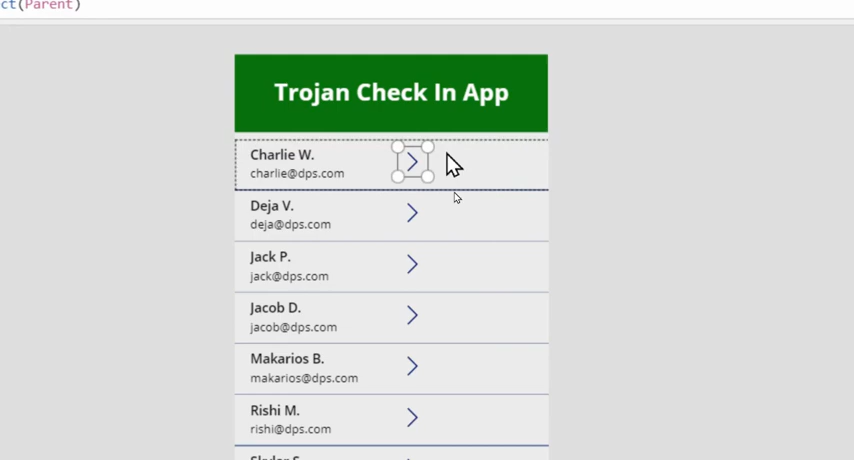 ct(Parent)
Trojan Check In App
Charlie W.
charlie@dps.com
Deja V.
deja@dps.com
Jack P.
jack@dps.com
Jacob D.
jacob@dps.com
Makarios B.
makarios@dps.com
Rishi M.
rishi@dps.com